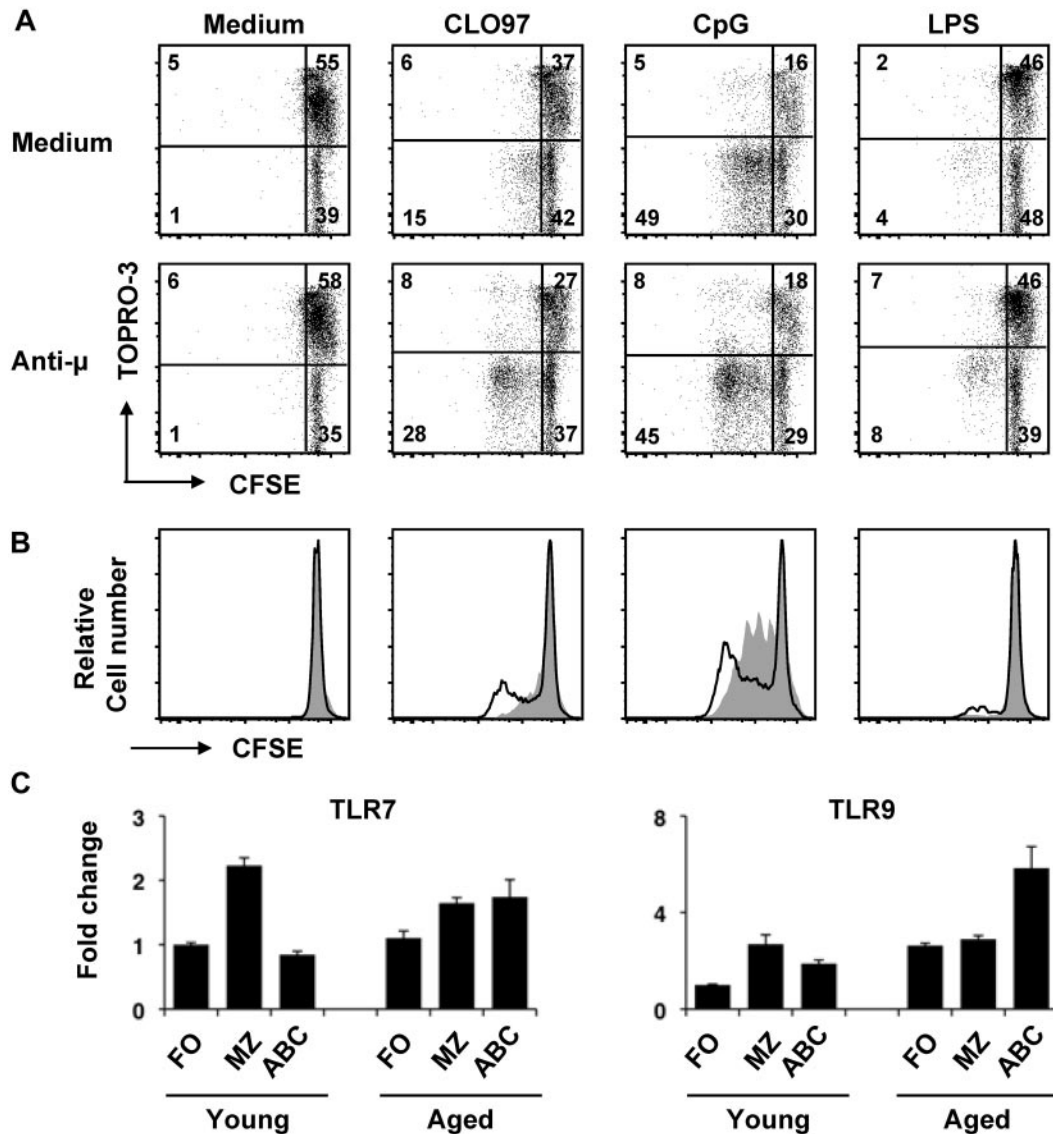 A
Medium CLO97 CpG LPS
Medium
5 55 6 37 5 16 2 46
1 39 15 42 49 30 4 48
Anti-μ
6 58 8 27 8 18 7 46
1 35 28 37 45 29 8 39
TOPRO-3
CFSE
B
Relative
Cell number
CFSE
C
TLR7 TLR9
Fold change
3
2
1
0
8
4
0
FO MZ ABC FO MZ ABC FO MZ ABC FO MZ ABC
Young Aged Young Aged